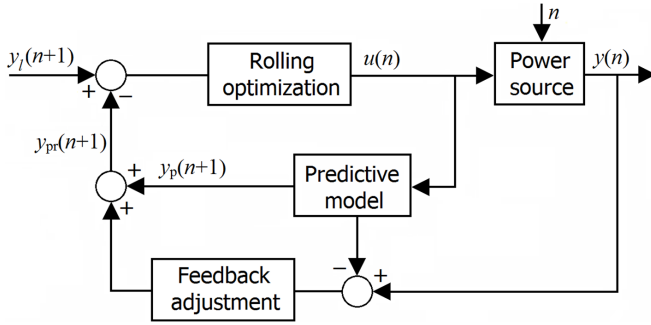 n
y_l(n+1)
Rolling
optimization
u(n)
Power
source
y(n)
+
−
y_pr(n+1)
+
y_p(n+1)
Predictive
model
+
−
+
Feedback
adjustment